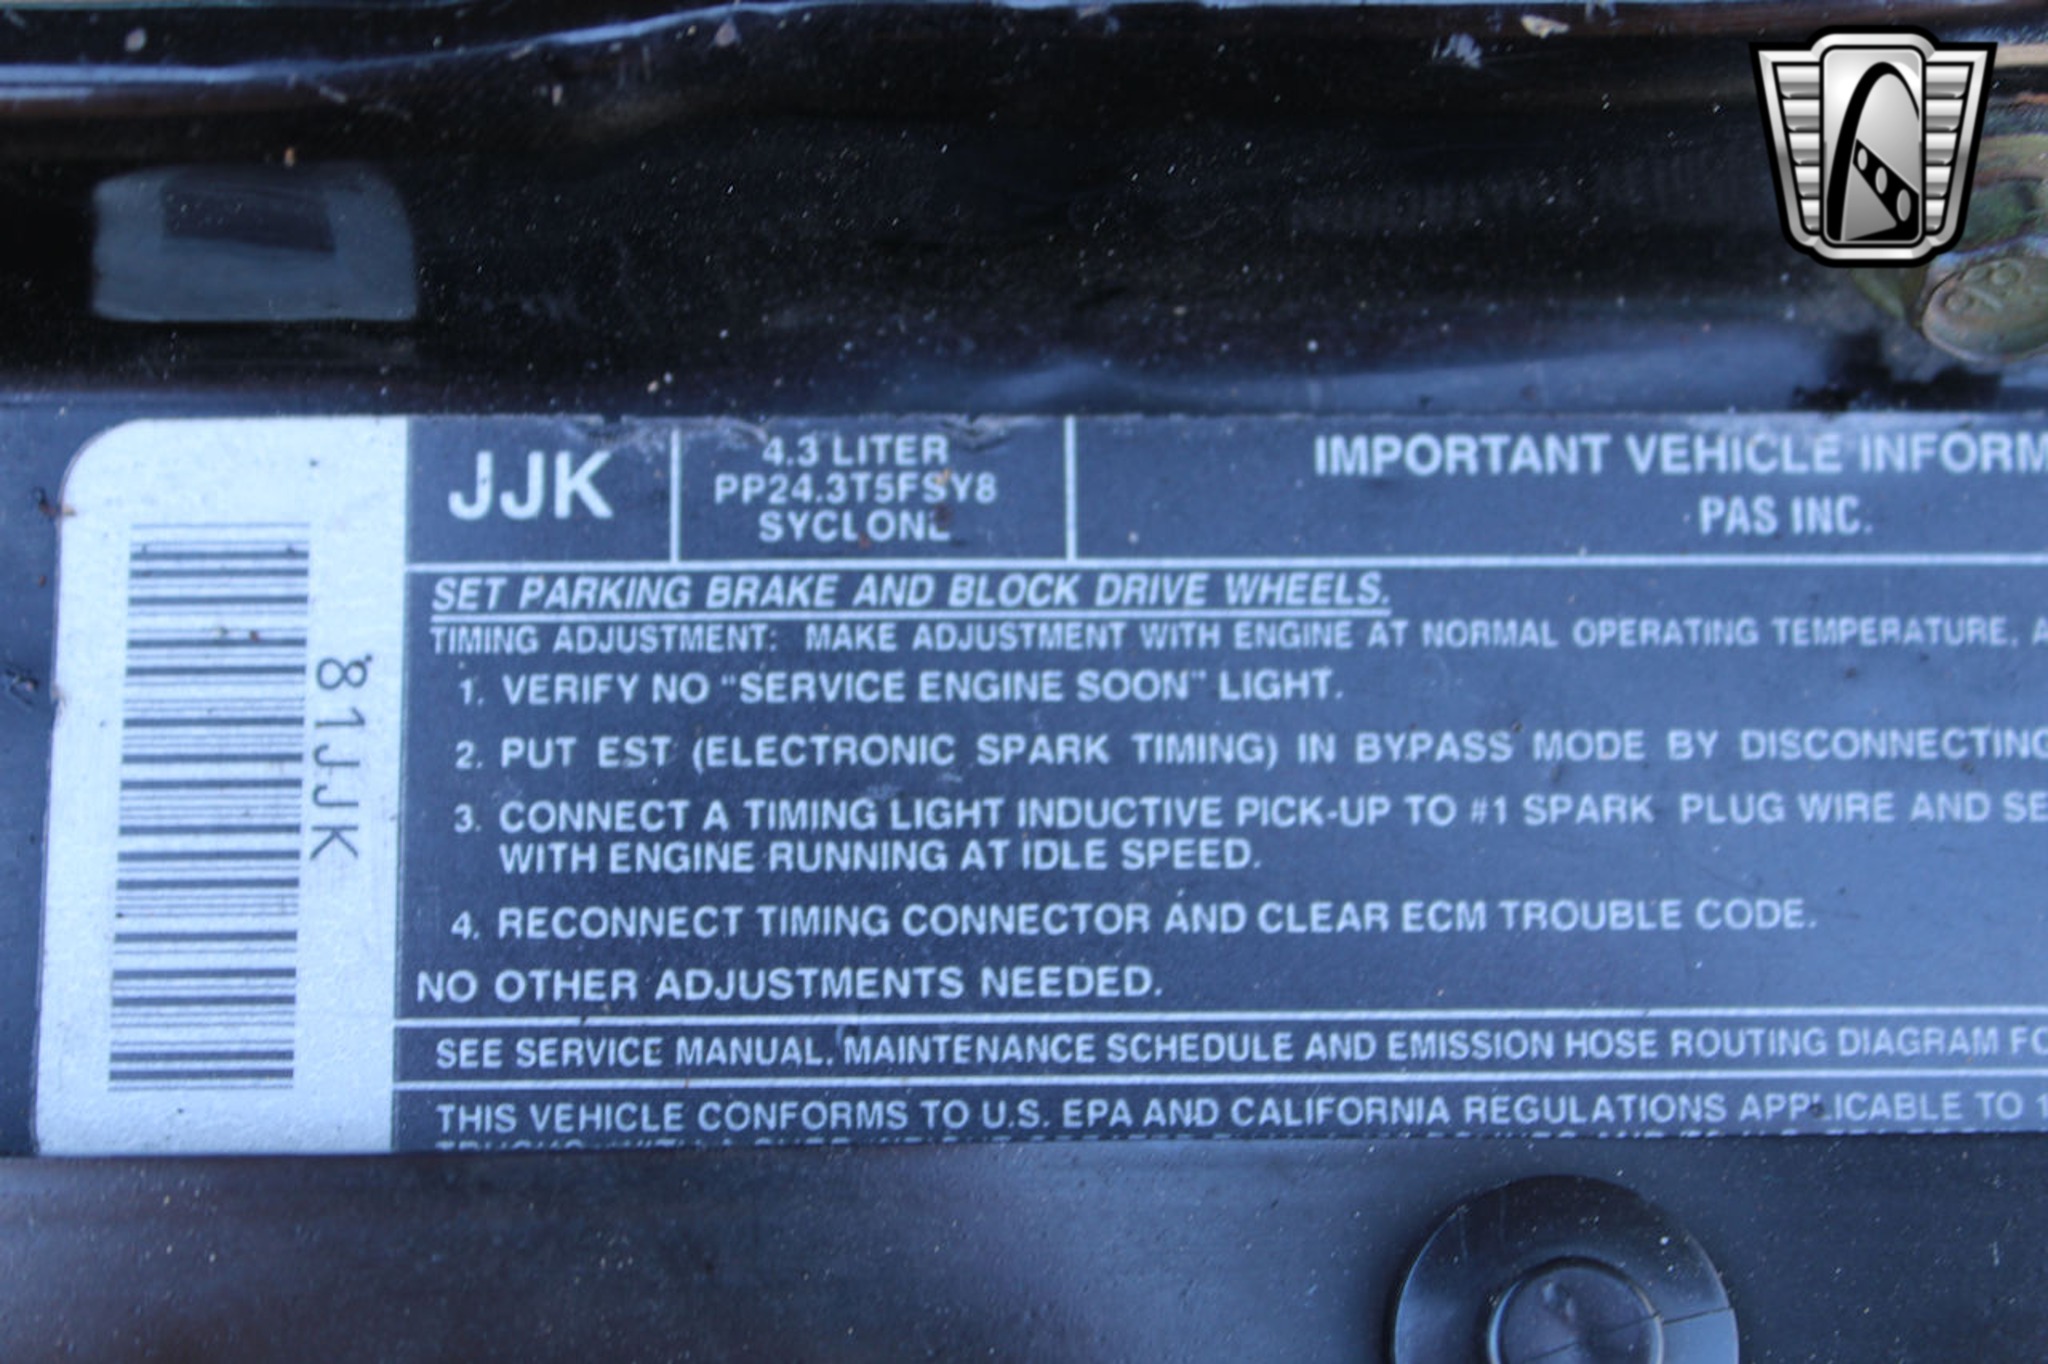 JJK
4.3 LITER
PP24.3T5FSY8
SYCLONE
IMPORTANT VEHICLE INFORM
PAS INC.
81JJK
SET PARKING BRAKE AND BLOCK DRIVE WHEELS.
TIMING ADJUSTMENT: MAKE ADJUSTMENT WITH ENGINE AT NORMAL OPERATING TEMPERATURE, A
1. VERIFY NO "SERVICE ENGINE SOON" LIGHT.
2. PUT EST (ELECTRONIC SPARK TIMING) IN BYPASS MODE BY DISCONNECTING
3. CONNECT A TIMING LIGHT INDUCTIVE PICK-UP TO #1 SPARK PLUG WIRE AND SE
WITH ENGINE RUNNING AT IDLE SPEED.
4. RECONNECT TIMING CONNECTOR AND CLEAR ECM TROUBLE CODE.
NO OTHER ADJUSTMENTS NEEDED.
SEE SERVICE MANUAL, MAINTENANCE SCHEDULE AND EMISSION HOSE ROUTING DIAGRAM FO
THIS VEHICLE CONFORMS TO U.S. EPA AND CALIFORNIA REGULATIONS APPLICABLE TO 1